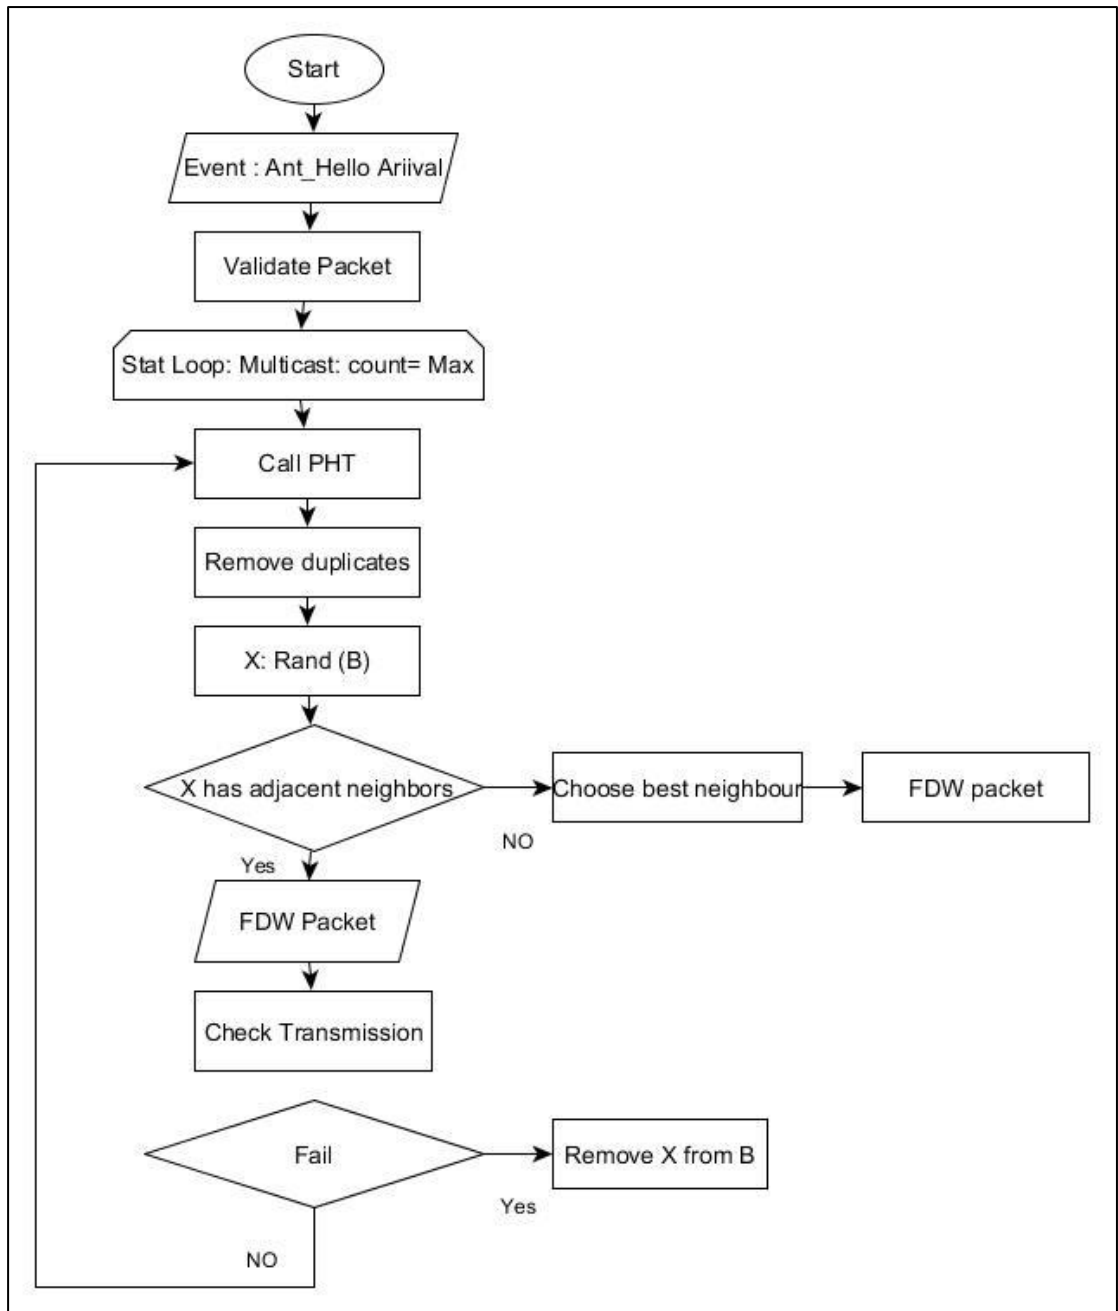 Start
Event : Ant_Hello Ariival
Validate Packet
Stat Loop: Multicast: count= Max
Call PHT
Remove duplicates
X: Rand (B)
X has adjacent neighbors
Choose best neighbour
FDW packet
NO
Yes
FDW Packet
Check Transmission
Fail
Remove X from B
Yes
NO